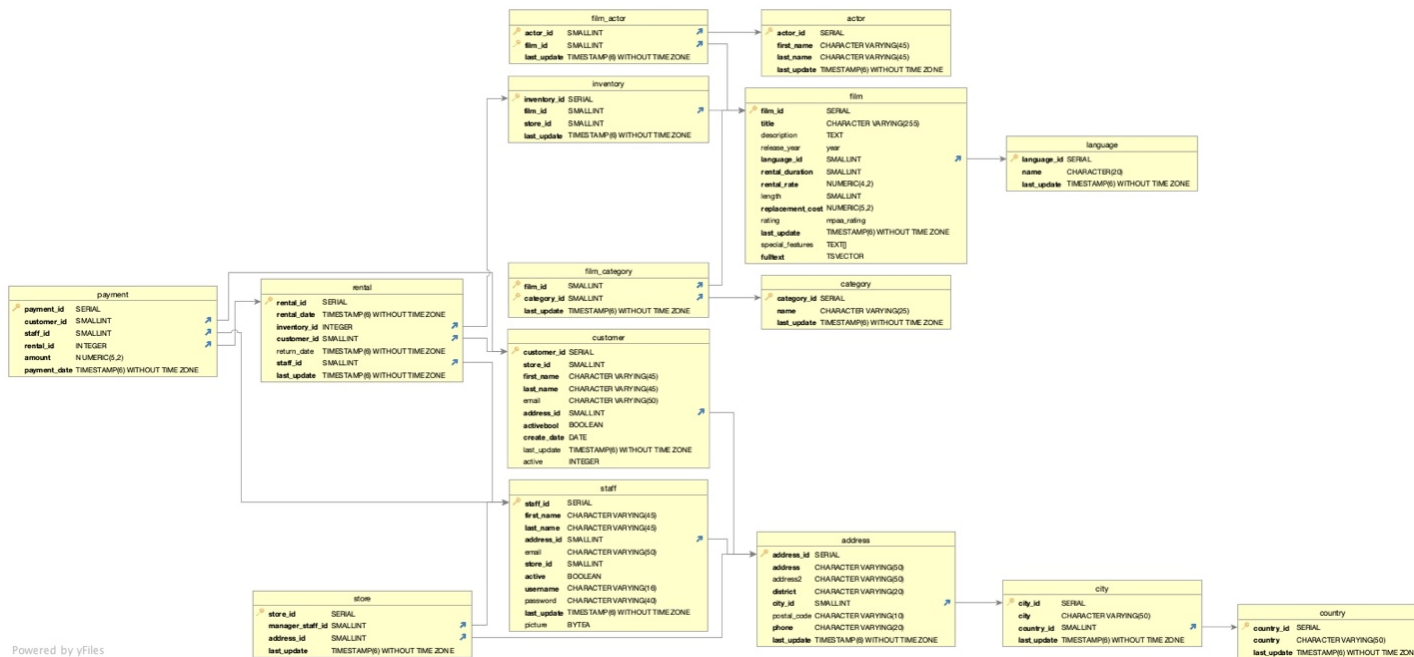 film_actor
actor_id SMALLINT
film_id SMALLINT
last_update TIMESTAMP(6) WITHOUT TIME ZONE
actor
actor_id SERIAL
first_name CHARACTER VARYING(45)
last_name CHARACTER VARYING(45)
last_update TIMESTAMP(6) WITHOUT TIME ZONE
inventory
inventory_id SERIAL
film_id SMALLINT
store_id SMALLINT
last_update TIMESTAMP(6) WITHOUT TIME ZONE
film
film_id SERIAL
title CHARACTER VARYING(255)
description TEXT
release_year year
language_id SMALLINT
rental_duration SMALLINT
rental_rate NUMERIC(4,2)
length SMALLINT
replacement_cost NUMERIC(5,2)
rating mpaa_rating
last_update TIMESTAMP(6) WITHOUT TIME ZONE
special_features TEXT[]
fulltext TSVECTOR
language
language_id SERIAL
name CHARACTER(20)
last_update TIMESTAMP(6) WITHOUT TIME ZONE
film_category
film_id SMALLINT
category_id SMALLINT
last_update TIMESTAMP(6) WITHOUT TIME ZONE
category
category_id SERIAL
name CHARACTER VARYING(25)
last_update TIMESTAMP(6) WITHOUT TIME ZONE
payment
payment_id SERIAL
customer_id SMALLINT
staff_id SMALLINT
rental_id INTEGER
amount NUMERIC(5,2)
payment_date TIMESTAMP(6) WITHOUT TIME ZONE
rental
rental_id SERIAL
rental_date TIMESTAMP(6) WITHOUT TIME ZONE
inventory_id INTEGER
customer_id SMALLINT
return_date TIMESTAMP(6) WITHOUT TIME ZONE
staff_id SMALLINT
last_update TIMESTAMP(6) WITHOUT TIME ZONE
customer
customer_id SERIAL
store_id SMALLINT
first_name CHARACTER VARYING(45)
last_name CHARACTER VARYING(45)
email CHARACTER VARYING(50)
address_id SMALLINT
activebool BOOLEAN
create_date DATE
last_update TIMESTAMP(6) WITHOUT TIME ZONE
active INTEGER
staff
staff_id SERIAL
first_name CHARACTER VARYING(45)
last_name CHARACTER VARYING(45)
address_id SMALLINT
email CHARACTER VARYING(50)
store_id SMALLINT
active BOOLEAN
username CHARACTER VARYING(16)
password CHARACTER VARYING(40)
last_update TIMESTAMP(6) WITHOUT TIME ZONE
picture BYTEA
store
store_id SERIAL
manager_staff_id SMALLINT
address_id SMALLINT
last_update TIMESTAMP(6) WITHOUT TIME ZONE
address
address_id SERIAL
address CHARACTER VARYING(50)
address2 CHARACTER VARYING(50)
district CHARACTER VARYING(20)
city_id SMALLINT
postal_code CHARACTER VARYING(10)
phone CHARACTER VARYING(20)
last_update TIMESTAMP(6) WITHOUT TIME ZONE
city
city_id SERIAL
city CHARACTER VARYING(50)
country_id SMALLINT
last_update TIMESTAMP(6) WITHOUT TIME ZONE
country
country_id SERIAL
country CHARACTER VARYING(50)
last_update TIMESTAMP(6) WITHOUT TIME ZONE
Powered by yFiles